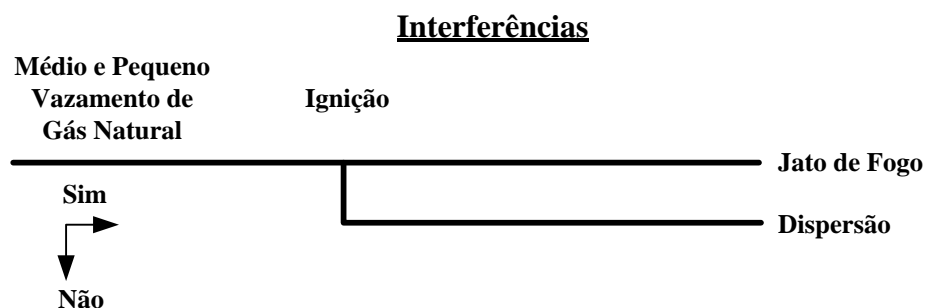 Interferências
Médio e Pequeno
Vazamento de
Gás Natural
Ignição
Jato de Fogo
Sim
Dispersão
Não